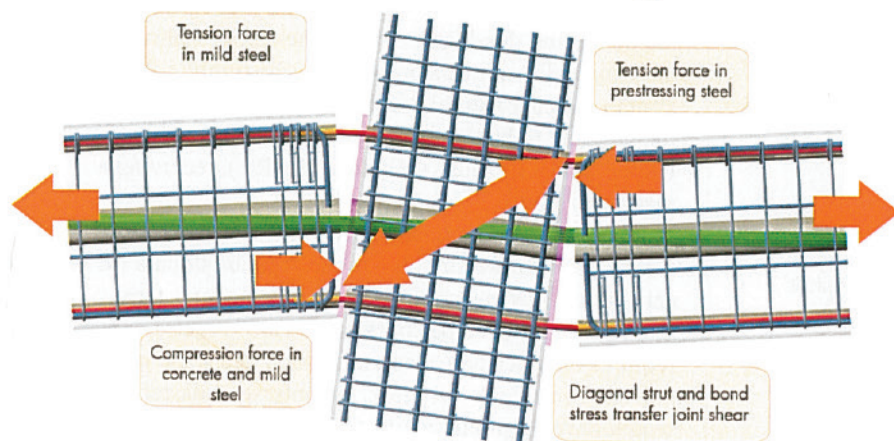 Tension force
in mild steel
Tension force in
prestressing steel
Compression force in
concrete and mild
steel
Diagonal strut and bond
stress transfer joint shear